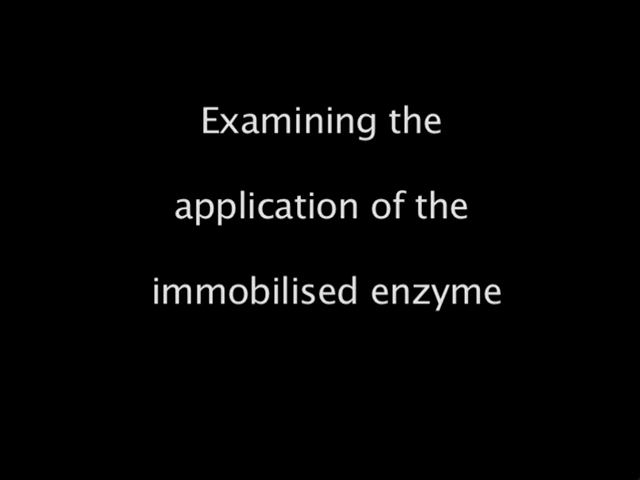 Examining the
application of the
immobilised enzyme